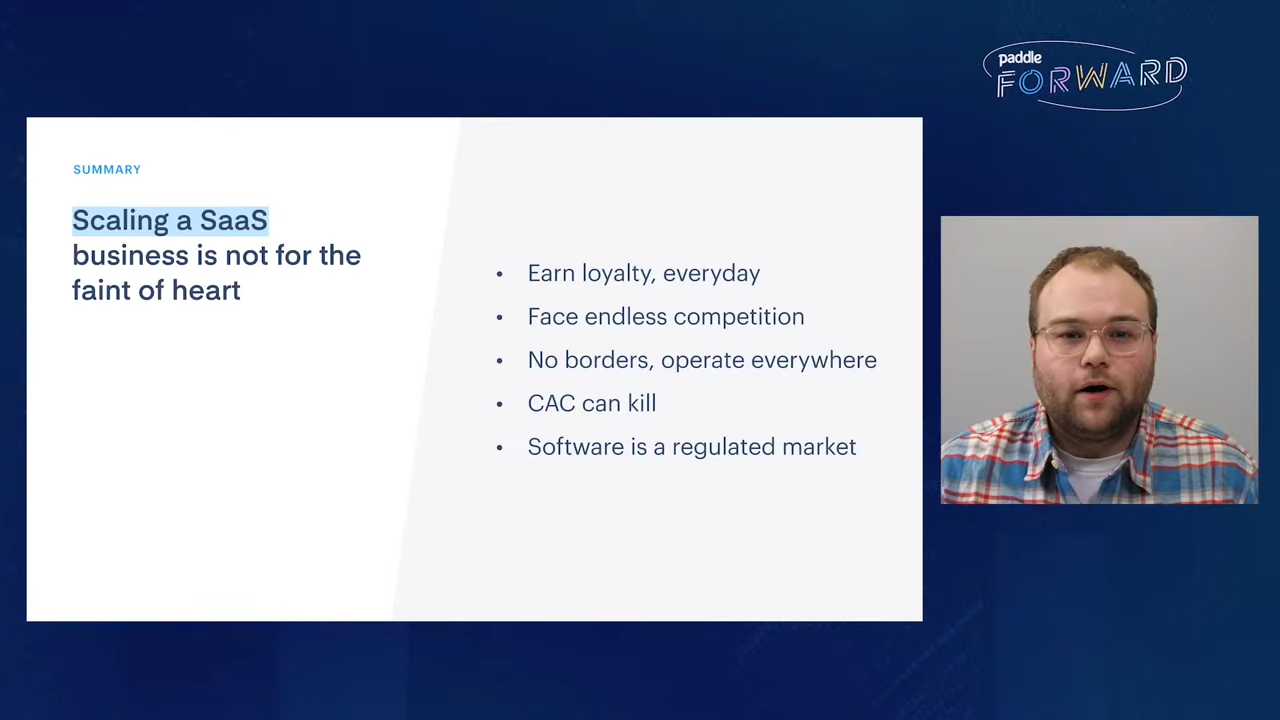 paddle
FORWARD
SUMMARY
Scaling a SaaS
business is not for the
faint of heart
• Earn loyalty, everyday
• Face endless competition
• No borders, operate everywhere
• CAC can kill
• Software is a regulated market